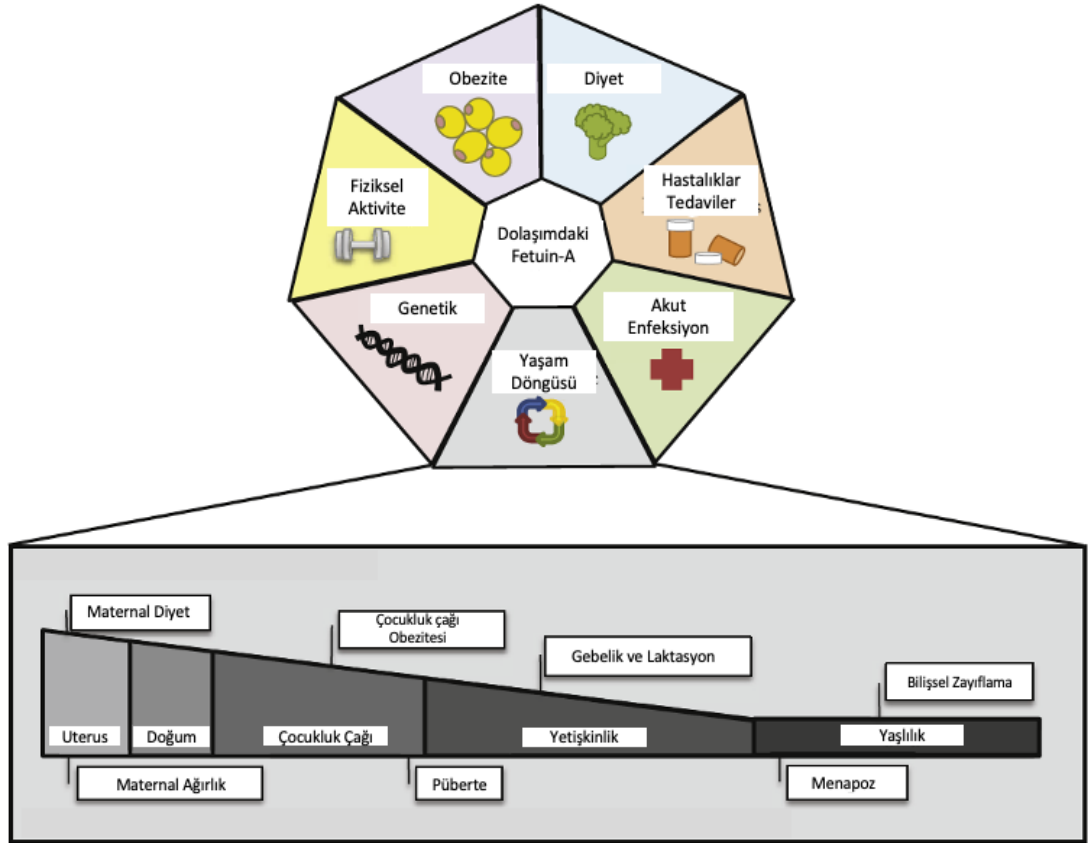 Obezite
Diyet
Fiziksel
Aktivite
Hastalıklar
Tedaviler
s
Dolaşımdaki
Fetuin-A
Genetik
Akut
Enfeksiyon
Yaşam
Döngüsü
Maternal Diyet
Çocukluk çağı
Obezitesi
Gebelik ve Laktasyon
Bilişsel Zayıflama
Uterus
Doğum
Çocukluk Çağı
Yetişkinlik
Yaşlılık
Maternal Ağırlık
Püberte
Menapoz